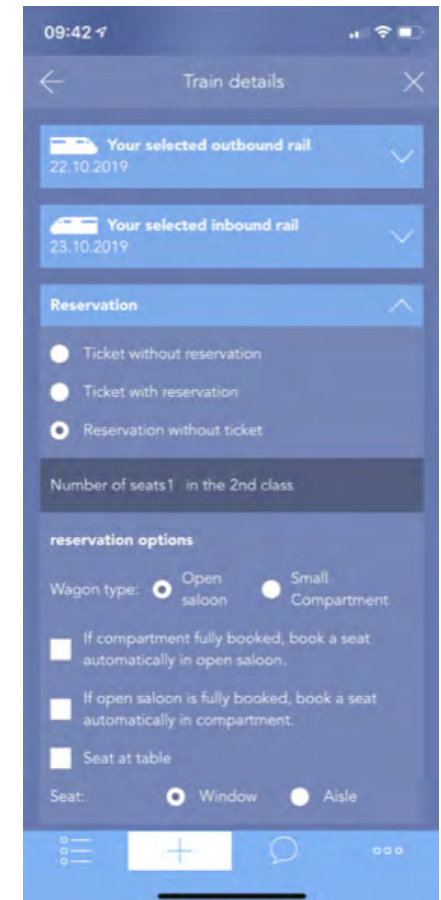 09:42
Train details
Your selected outbound rail
22.10.2019
Your selected inbound rail
23.10.2019
Reservation
Ticket without reservation
Ticket with reservation
Reservation without ticket
Number of seats1 in the 2nd class
reservation options
Wagon type: Open saloon Small Compartment
If compartment fully booked, book a seat
automatically in open saloon.
If open saloon is fully booked, book a seat
automatically in compartment.
Seat at table
Seat: Window Aisle